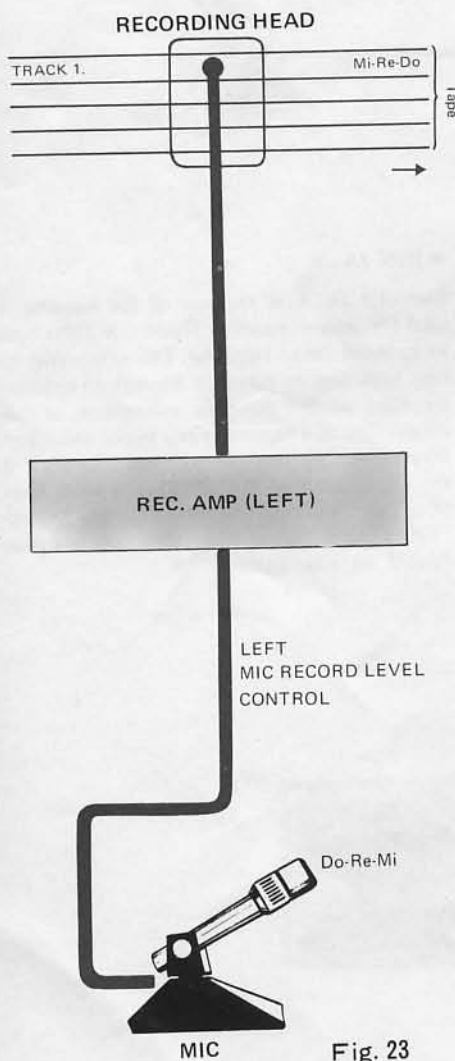 RECORDING HEAD
TRACK 1.
Mi-Re-Do
Tape
REC. AMP (LEFT)
LEFT
MIC RECORD LEVEL
CONTROL
Do-Re-Mi
MIC
Fig. 23